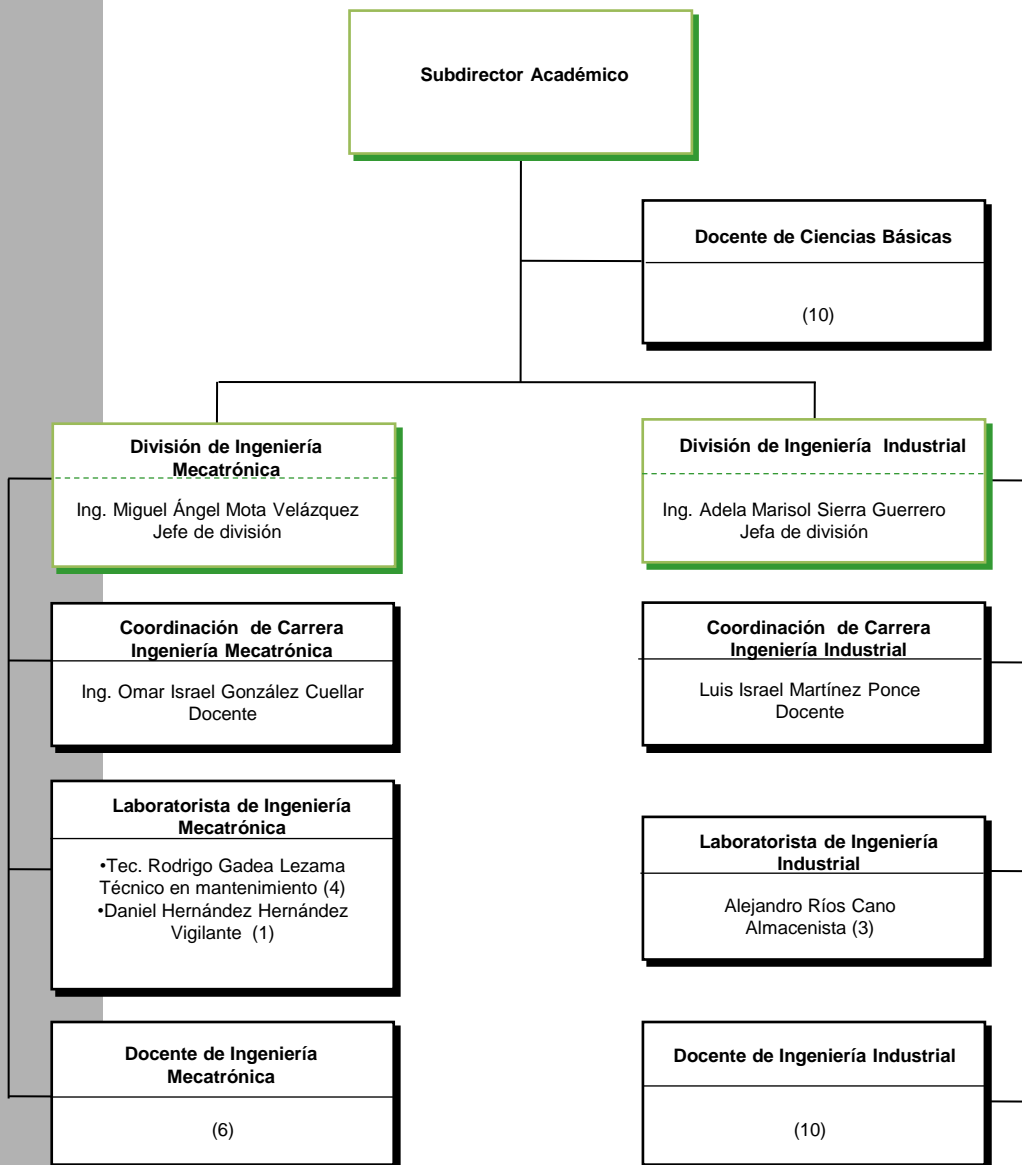 Subdirector Académico
Docente de Ciencias Básicas
(10)
División de Ingeniería
Mecatrónica
Ing. Miguel Ángel Mota Velázquez
Jefe de división
División de Ingeniería Industrial
Ing. Adela Marisol Sierra Guerrero
Jefa de división
Coordinación de Carrera
Ingeniería Mecatrónica
Ing. Omar Israel González Cuellar
Docente
Coordinación de Carrera
Ingeniería Industrial
Luis Israel Martínez Ponce
Docente
Laboratorista de Ingeniería
Mecatrónica
•Tec. Rodrigo Gadea Lezama
Técnico en mantenimiento (4)
•Daniel Hernández Hernández
Vigilante (1)
Laboratorista de Ingeniería
Industrial
Alejandro Ríos Cano
Almacenista (3)
Docente de Ingeniería
Mecatrónica
(6)
Docente de Ingeniería Industrial
(10)